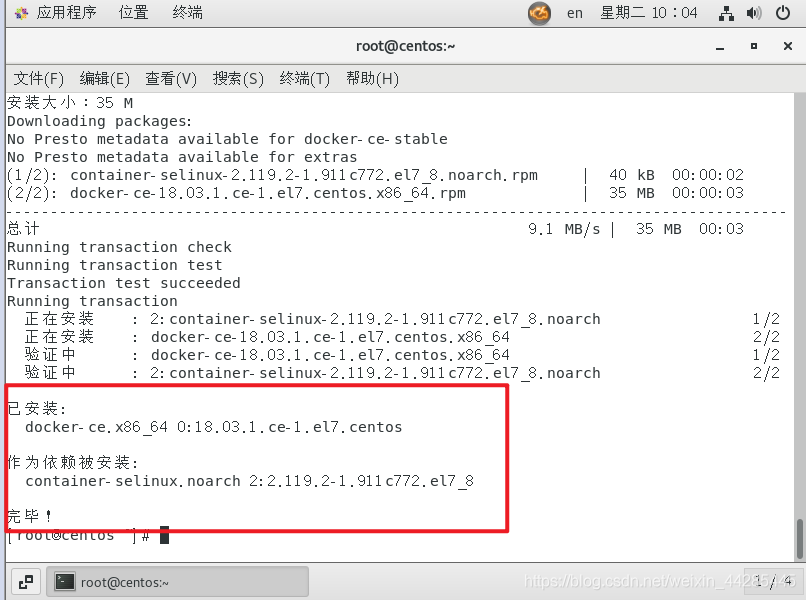 应用程序 位置 终端 en 星期二 10:04
root@centos:~
文件(F) 编辑(E) 查看(V) 搜索(S) 终端(T) 帮助(H)
安装大小：35 M
Downloading packages:
No Presto metadata available for docker-ce-stable
No Presto metadata available for extras
(1/2): container-selinux-2.119.2-1.911c772.el7_8.noarch.rpm | 40 kB 00:00:02
(2/2): docker-ce-18.03.1.ce-1.el7.centos.x86_64.rpm | 35 MB 00:00:03
--------------------------------------------------------------------------------
总计 9.1 MB/s | 35 MB 00:03
Running transaction check
Running transaction test
Transaction test succeeded
Running transaction
正在安装 : 2:container-selinux-2.119.2-1.911c772.el7_8.noarch 1/2
正在安装 : docker-ce-18.03.1.ce-1.el7.centos.x86_64 2/2
验证中 : docker-ce-18.03.1.ce-1.el7.centos.x86_64 1/2
验证中 : 2:container-selinux-2.119.2-1.911c772.el7_8.noarch 2/2
已安装:
docker-ce.x86_64 0:18.03.1.ce-1.el7.centos
作为依赖被安装:
container-selinux.noarch 2:2.119.2-1.911c772.el7_8
完毕！
[root@centos ~]#
root@centos:~ 1 / 4